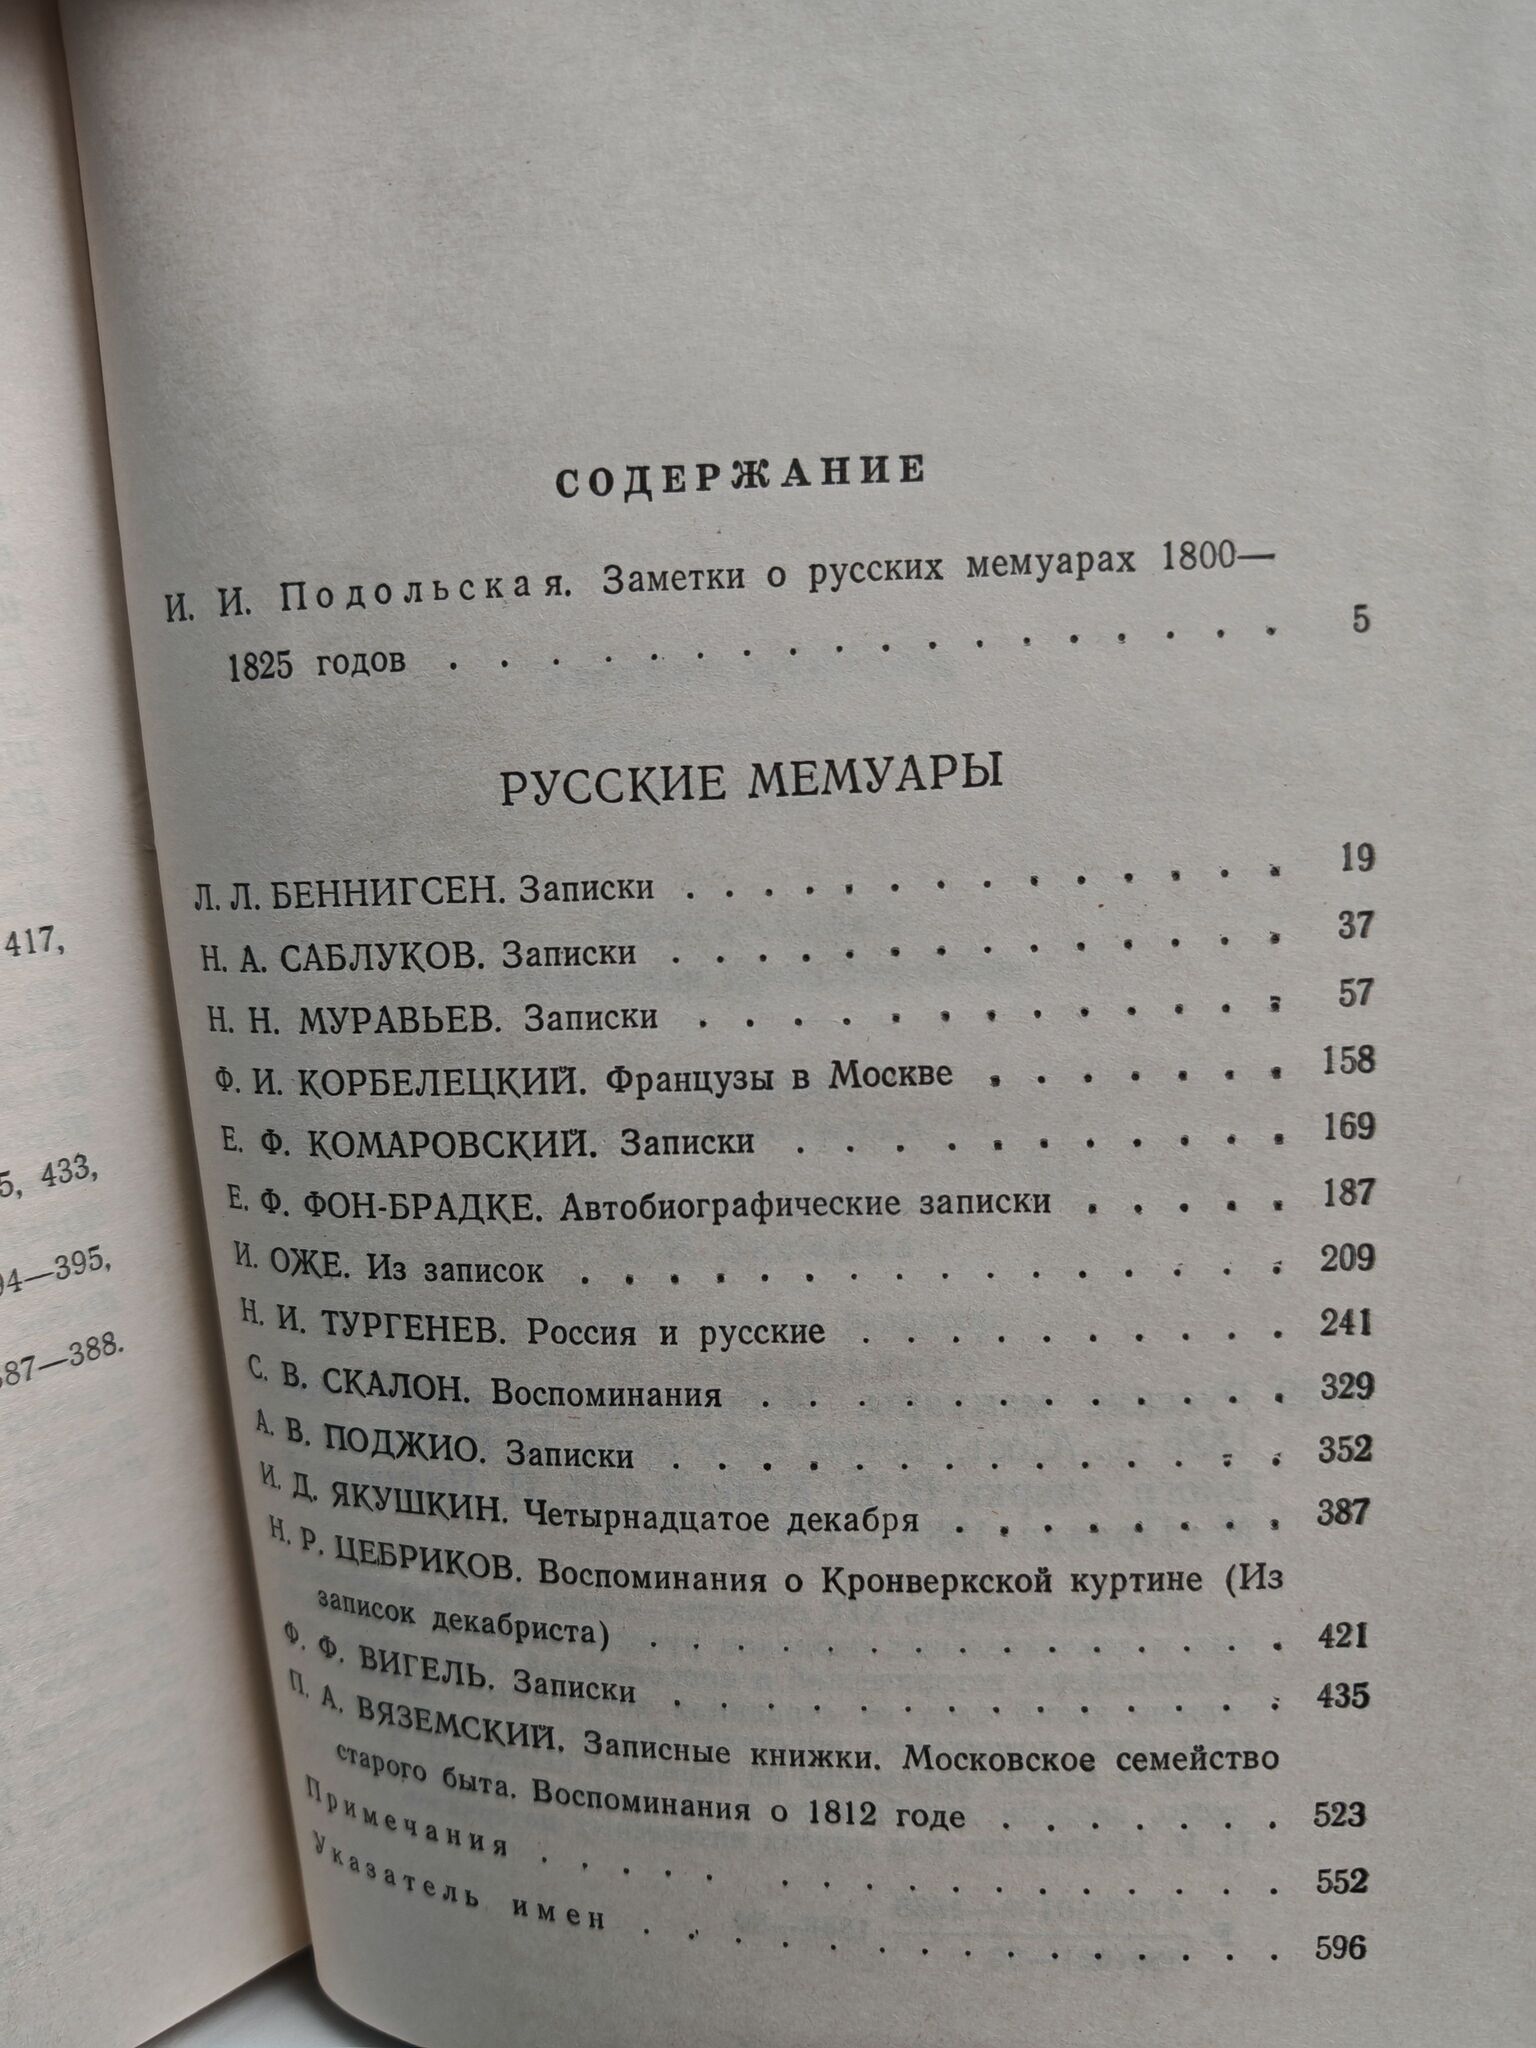 417,
5, 433,
94—395,
387—388.
СОДЕРЖАНИЕ
И. И. Подольская. Заметки о русских мемуарах 1800—
1825 годов . . . . . . . . . . . . . . . . . . 5
РУССКИЕ МЕМУАРЫ
Л. Л. БЕННИГСЕН. Записки . . . . . . . . . . . . . . 19
Н. А. САБЛУКОВ. Записки . . . . . . . . . . . . . . 37
Н. Н. МУРАВЬЕВ. Записки . . . . . . . . . . . . . 57
Ф. И. КОРБЕЛЕЦКИЙ. Французы в Москве . . . . . . . 158
Е. Ф. КОМАРОВСКИЙ. Записки . . . . . . . . . . . 169
Е. Ф. ФОН-БРАДКЕ. Автобиографические записки . . . . . 187
И. ОЖЕ. Из записок . . . . . . . . . . . . . . . . 209
Н. И. ТУРГЕНЕВ. Россия и русские . . . . . . . . . . 241
С. В. СКАЛОН. Воспоминания . . . . . . . . . . . . 329
А. В. ПОДЖИО. Записки . . . . . . . . . . . . . . 352
И. Д. ЯКУШКИН. Четырнадцатое декабря . . . . . . . . 387
Н. Р. ЦЕБРИКОВ. Воспоминания о Кронверкской куртине (Из
записок декабриста) . . . . . . . . . . . . . . 421
Ф. Ф. ВИГЕЛЬ. Записки . . . . . . . . . . . . . . 435
П. А. ВЯЗЕМСКИЙ. Записные книжки. Московское семейство
старого быта. Воспоминания о 1812 годе . . . . . . . 523
Примечания . . . . . . . . . . . . . . . . 552
Указатель имен . . . . . . . . . . . . . . 596